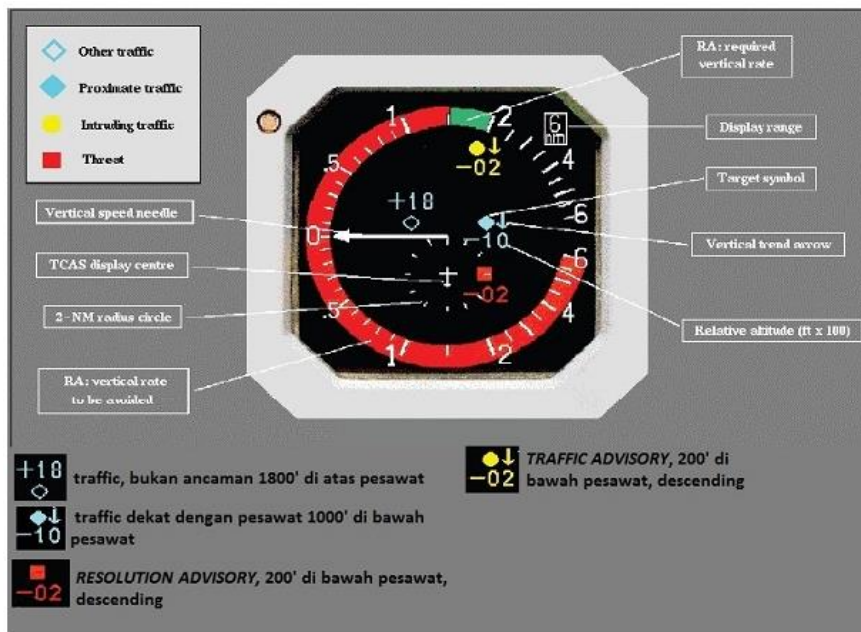 Other traffic
Proximate traffic
Intruding traffic
Threat
RA: required
vertical rate
Display range
Target symbol
Vertical trend arrow
Relative altitude (ft x 100)
Vertical speed needle
TCAS display centre
2-NM radius circle
RA: vertical rate
to be avoided
1
2
6
nm
.5
4
-02
+18
6
0
-10
6
-02
.5
4
1
2
+18
traffic, bukan ancaman 1800' di atas pesawat
-10
traffic dekat dengan pesawat 1000' di bawah
pesawat
-02
RESOLUTION ADVISORY, 200' di bawah pesawat,
descending
-02
TRAFFIC ADVISORY, 200' di
bawah pesawat, descending